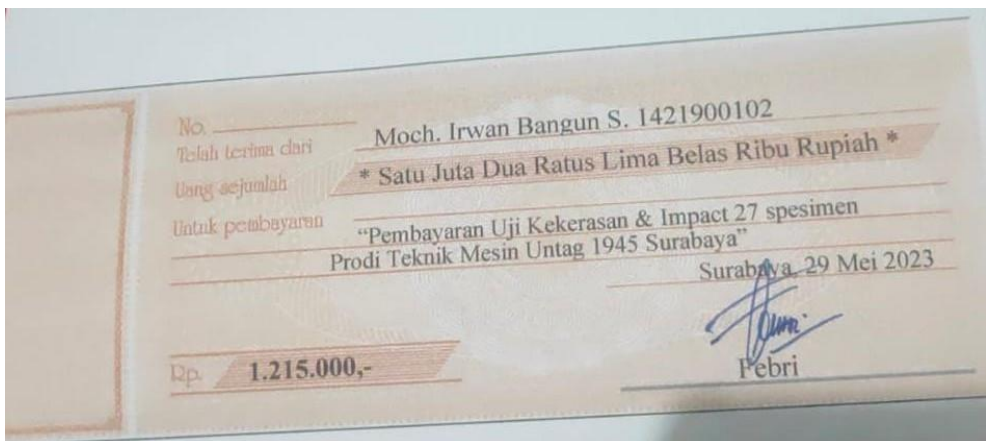 No.
Telah terima dari Moch. Irwan Bangun S. 1421900102
Uang sejumlah * Satu Juta Dua Ratus Lima Belas Ribu Rupiah *
Untuk pembayaran "Pembayaran Uji Kekerasan & Impact 27 spesimen
Prodi Teknik Mesin Untag 1945 Surabaya"
Surabaya, 29 Mei 2023
Rp. 1.215.000,-
Pebri